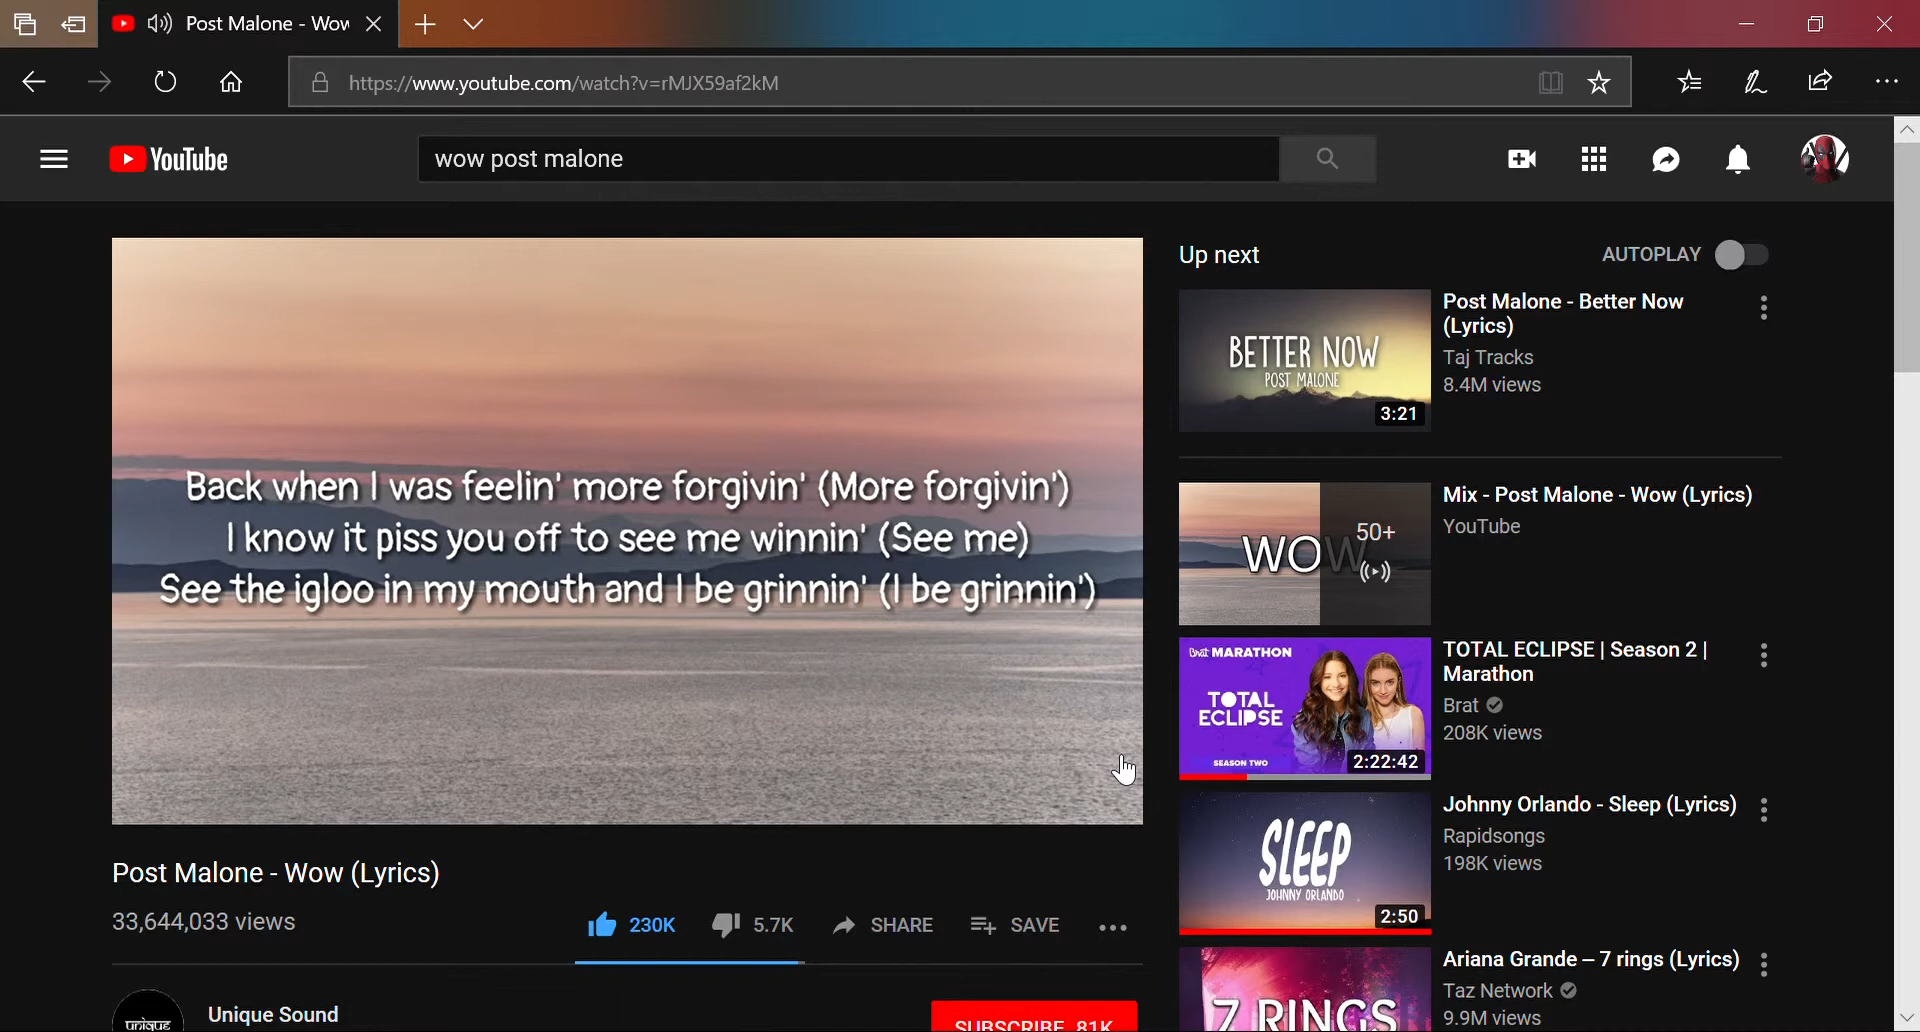 Post Malone - Wow
https://www.youtube.com/watch?v=rMJX59af2kM
YouTube
wow post malone
Back when I was feelin' more forgivin' (More forgivin')
I know it piss you off to see me winnin' (See me)
See the igloo in my mouth and I be grinnin' (I be grinnin')
Post Malone - Wow (Lyrics)
33,644,033 views
230K
5.7K
SHARE
SAVE
unique
Unique Sound
SUBSCRIBE 81K
Up next
AUTOPLAY
BETTER NOW
POST MALONE
3:21
Post Malone - Better Now
(Lyrics)
Taj Tracks
8.4M views
WOW
50+
Mix - Post Malone - Wow (Lyrics)
YouTube
Brat MARATHON
TOTAL
ECLIPSE
SEASON TWO
2:22:42
TOTAL ECLIPSE | Season 2 |
Marathon
Brat
208K views
SLEEP
JOHNNY ORLANDO
2:50
Johnny Orlando - Sleep (Lyrics)
Rapidsongs
198K views
7 RINGS
Ariana Grande – 7 rings (Lyrics)
Taz Network
9.9M views